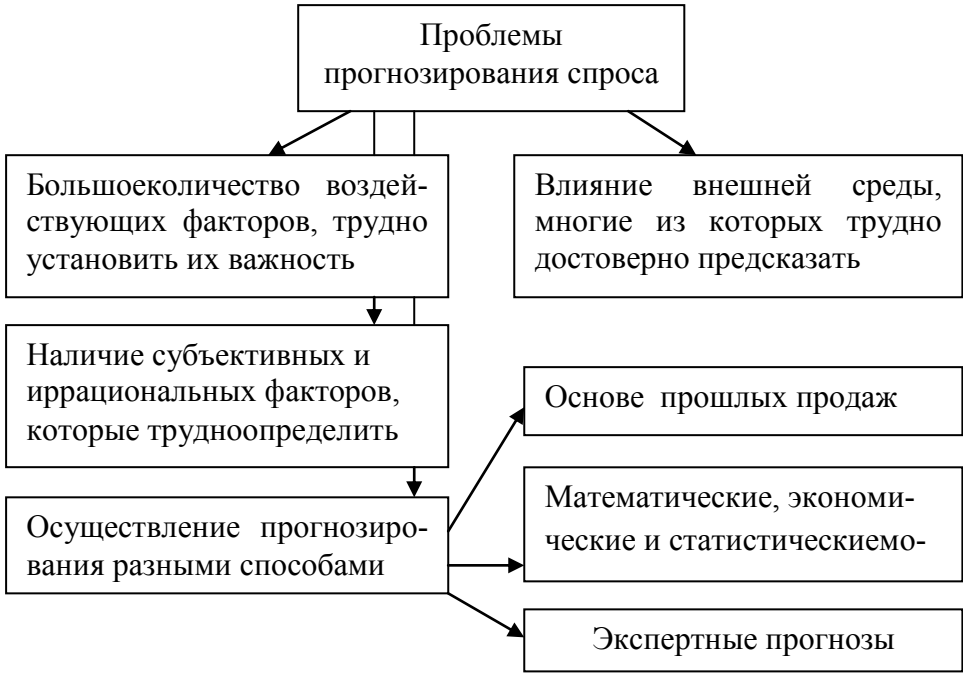 Проблемы
прогнозирования спроса
Большоеколичество воздей-
ствующих факторов, трудно
установить их важность
Влияние внешней среды,
многие из которых трудно
достоверно предсказать
Наличие субъективных и
иррациональных факторов,
которые трудноопределить
Осуществление прогнозиро-
вания разными способами
Основе прошлых продаж
Математические, экономи-
ческие и статистическиемо-
Экспертные прогнозы